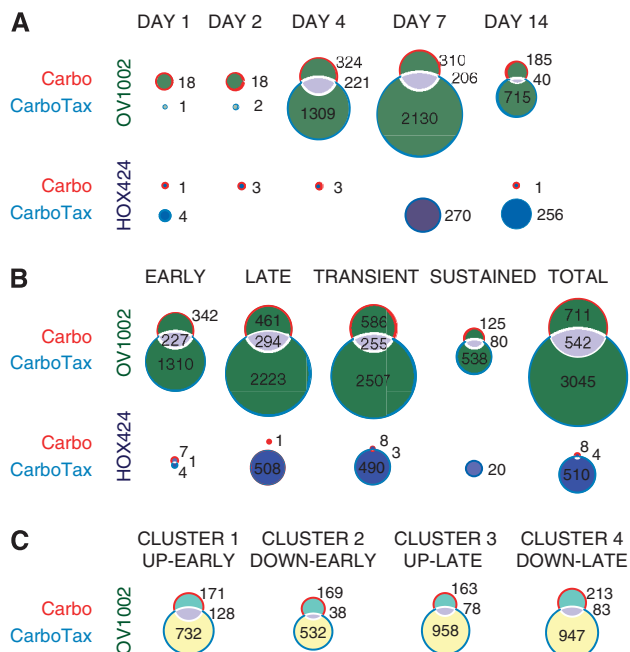 A
DAY 1 DAY 2 DAY 4 DAY 7 DAY 14
Carbo
CarboTax
OV1002
18 18 324 310 185
1 2 221 206 40
1309 2130 715
Carbo
CarboTax
HOX424
1 3 3 1
4 270 256
B
EARLY LATE TRANSIENT SUSTAINED TOTAL
Carbo
CarboTax
OV1002
342 461 586 125 711
227 294 255 80 542
1310 2223 2507 538 3045
Carbo
CarboTax
HOX424
7 1 8 8
1 3 4
4 508 490 20 510
C
CLUSTER 1 CLUSTER 2 CLUSTER 3 CLUSTER 4
UP-EARLY DOWN-EARLY UP-LATE DOWN-LATE
Carbo
CarboTax
OV1002
171 169 163 213
128 38 78 83
732 532 958 947